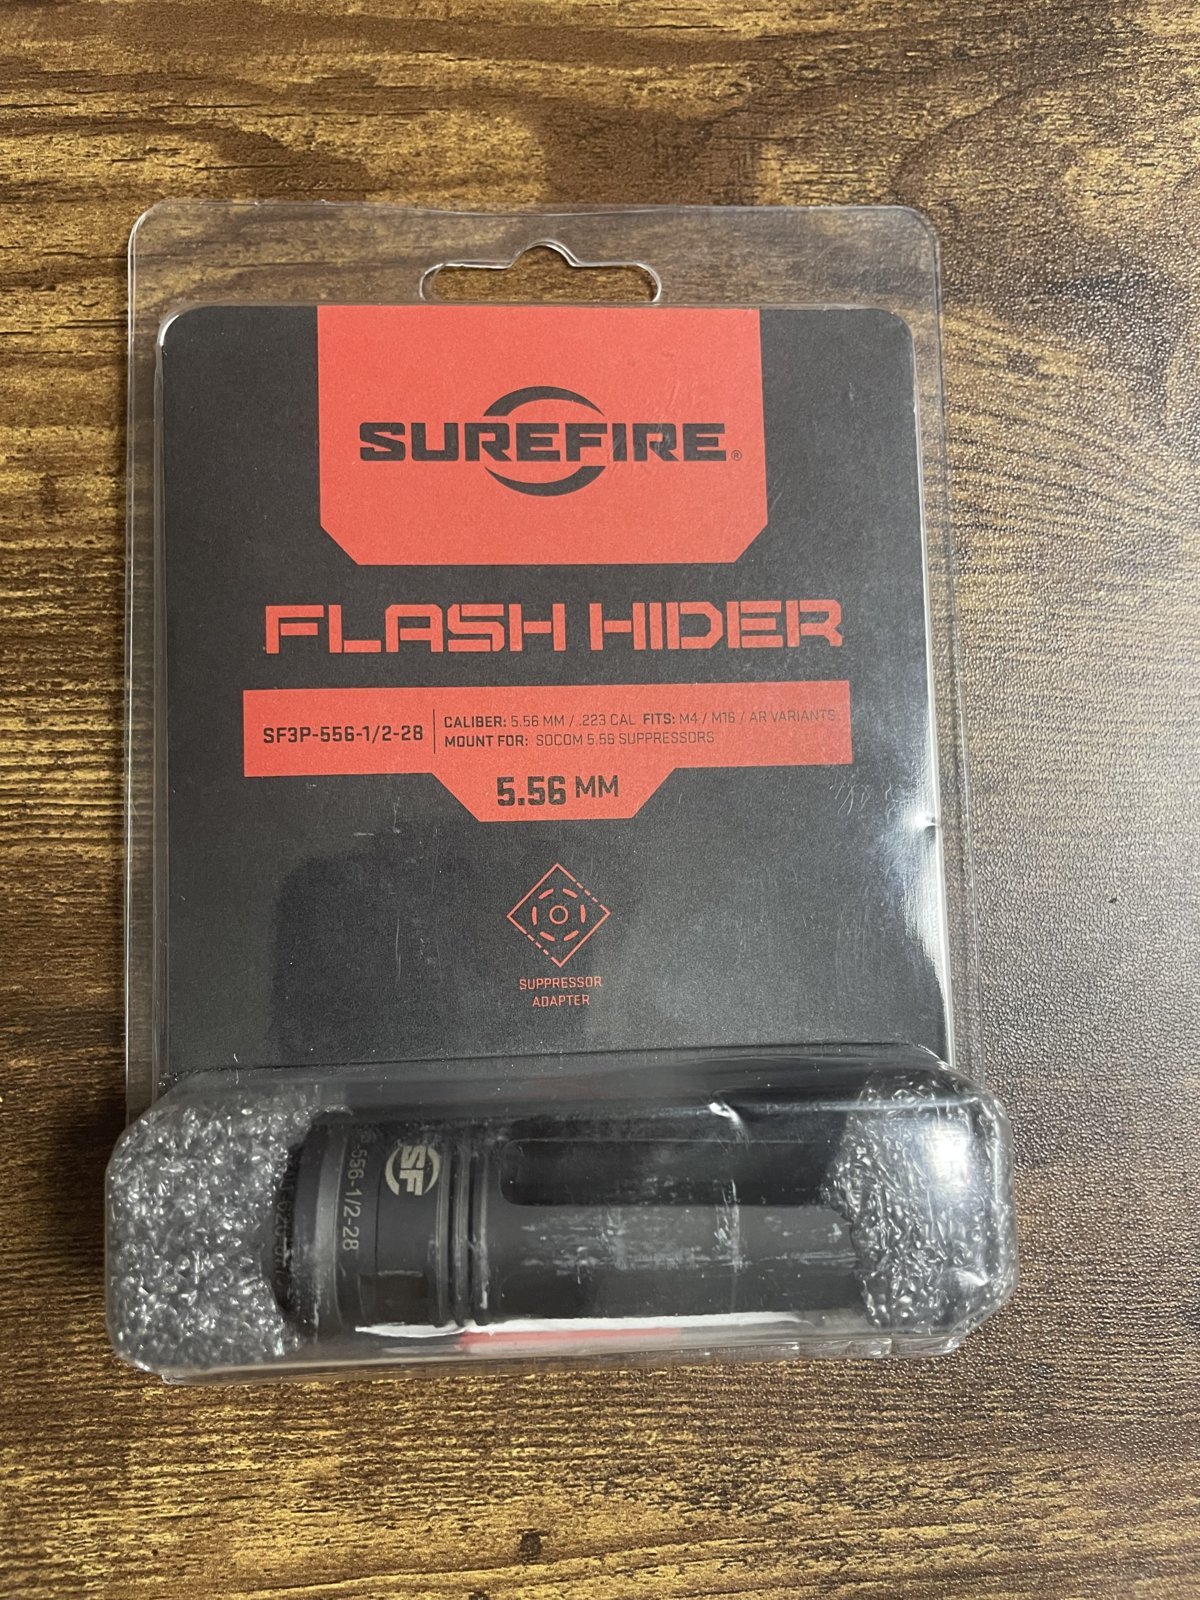 SUREFIRE®
FLASH HIDER
SF3P-556-1/2-28
CALIBER: 5.56 MM / .223 CAL FITS: M4 / M16 / AR VARIANTS
MOUNT FOR: SOCOM 5.56 SUPPRESSORS
5.56 MM
SUPPRESSOR
ADAPTER
SF
-556-1/2-28